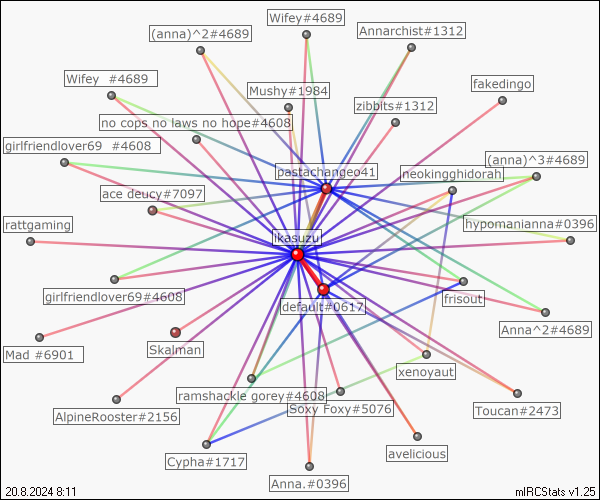 Wifey#4689
(anna)^2#4689
Annarchist#1312
Wifey #4689
fakedingo
Mushy#1984
zibbits#1312
no cops no laws no hope#4608
girlfriendlover69 #4608
(anna)^3#4689
pastachangeo41
neokingghidorah
ace deucy#7097
rattgaming
hypomanianna#0396
ikasuzu
girlfriendlover69#4608
frisout
default#0617
Anna^2#4689
Mad #6901
Skalman
xenoyaut
ramshackle gorey#4608
Soxy Foxy#5076
AlpineRooster#2156
Toucan#2473
avelicious
Cypha#1717
Anna.#0396
20.8.2024 8:11
mIRCStats v1.25